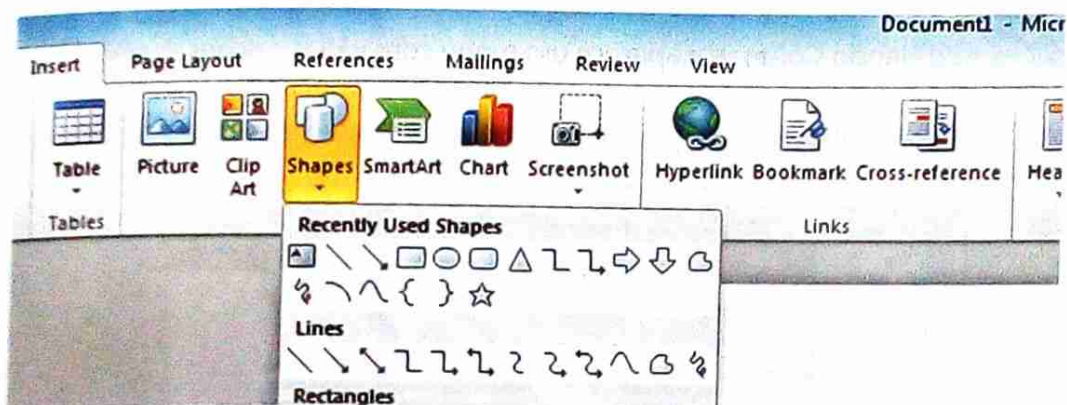 Document1 - Micr
Insert Page Layout References Mailings Review View
Table Picture Clip Art Shapes SmartArt Chart Screenshot Hyperlink Bookmark Cross-reference Hea
Tables Links
Recently Used Shapes
Lines
Rectangles